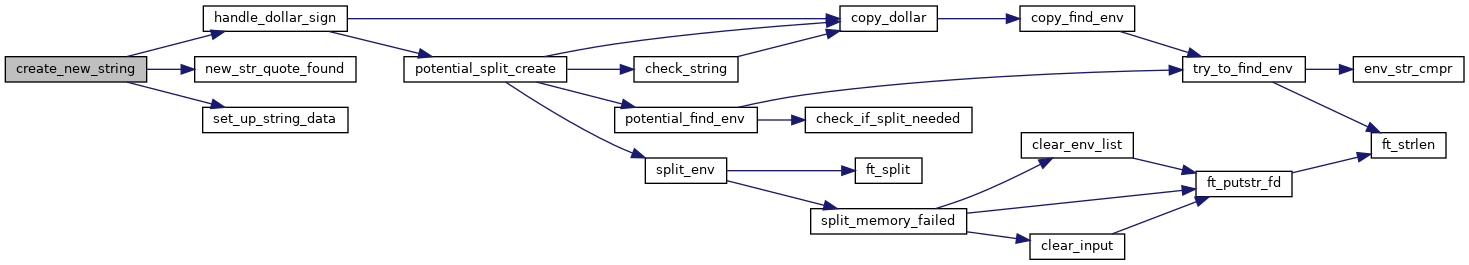 create_new_string
handle_dollar_sign
new_str_quote_found
set_up_string_data
potential_split_create
copy_dollar
check_string
potential_find_env
split_env
copy_find_env
check_if_split_needed
ft_split
split_memory_failed
try_to_find_env
clear_env_list
clear_input
env_str_cmpr
ft_strlen
ft_putstr_fd